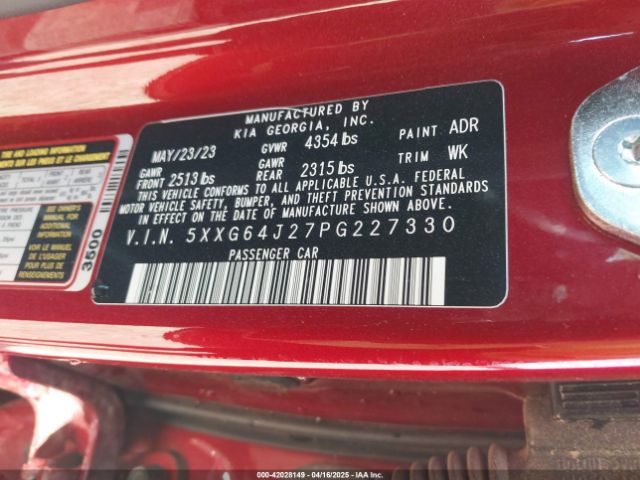 MANUFACTURED BY
KIA GEORGIA, INC.
MAY/23/23 GVWR 4354 lbs PAINT ADR
GAWR FRONT 2513 lbs GAWR REAR 2315 lbs TRIM WK
THIS VEHICLE CONFORMS TO ALL APPLICABLE U.S.A. FEDERAL
MOTOR VEHICLE SAFETY, BUMPER, AND THEFT PREVENTION STANDARDS
IN EFFECT ON THE DATE OF MANUFACTURE SHOWN ABOVE.
V.I.N. 5XXG64J27PG227330
PASSENGER CAR
TIRE AND LOADING INFORMATION
SEE OWNER'S
MANUAL FOR
ADDITIONAL
INFORMATION
VOIR LE MANUEL
DE L'USAGER
POUR PLUS DE
RENSEIGNEMENTS
3500
000-42028149 - 04/16/2025 - IAA Inc.